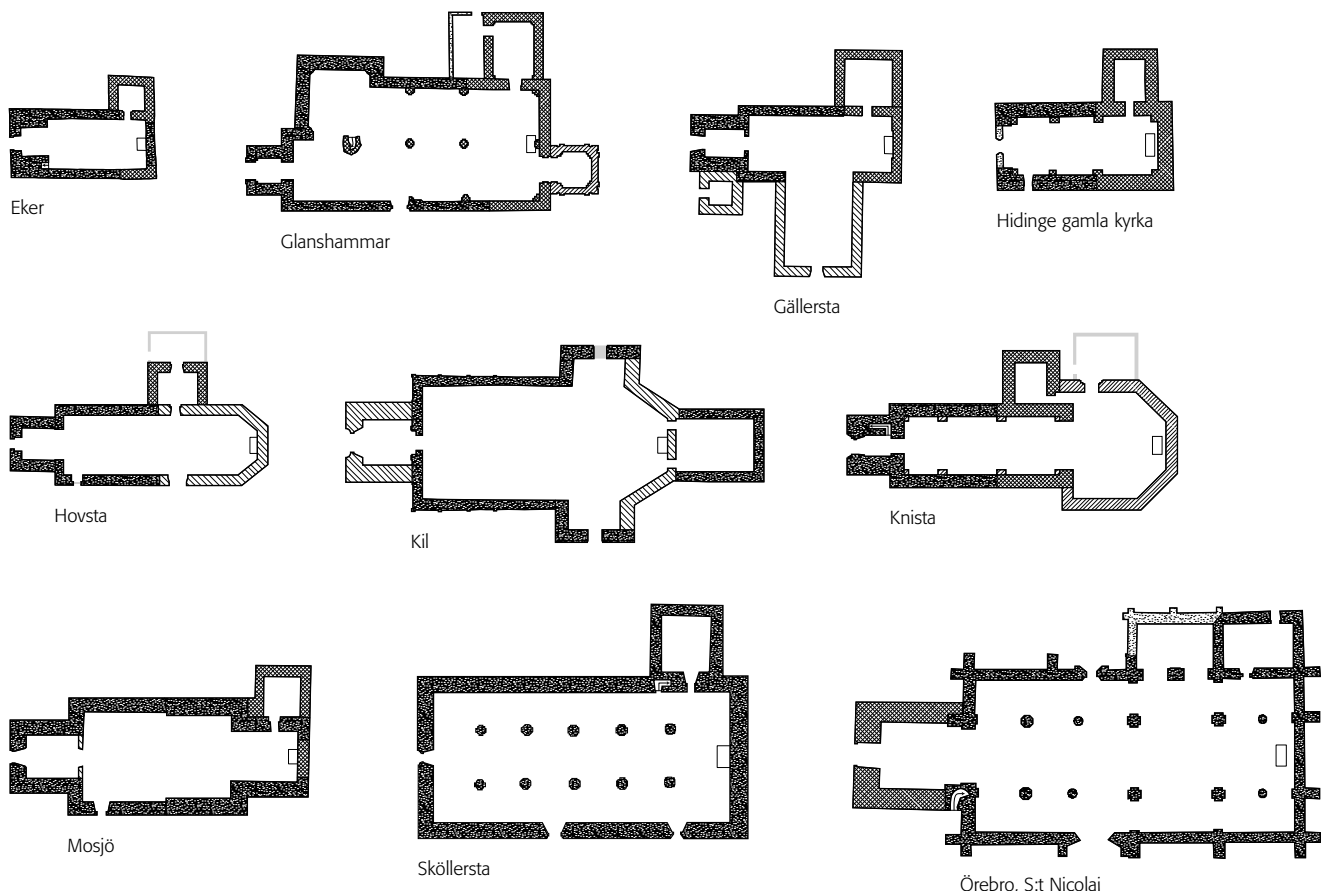 Eker
Glanshammar
Gällersta
Hidinge gamla kyrka
Hovsta
Kil
Knista
Mosjö
Sköllersta
Örebro, S:t Nicolai